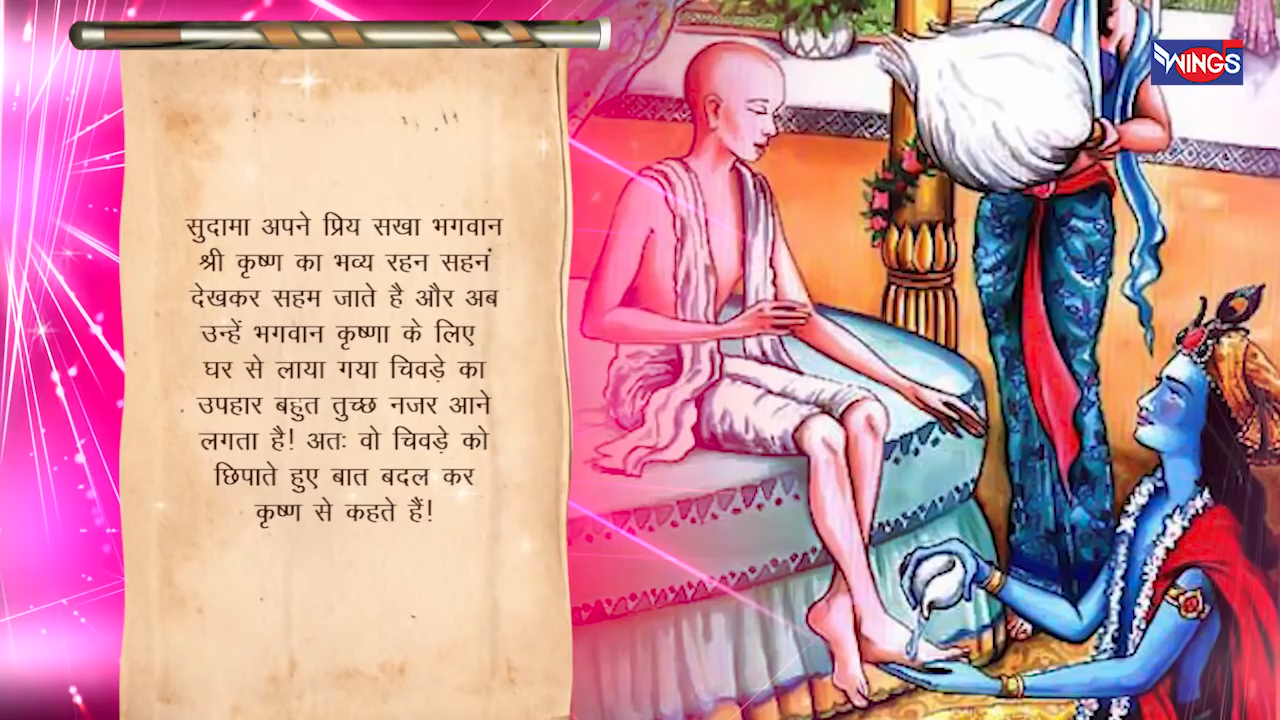 सुदामा अपने प्रिय सखा भगवान
श्री कृष्ण का भव्य रहन सहनं
देखकर सहम जाते है और अब
उन्हें भगवान कृष्णा के लिए
घर से लाया गया चिवड़े का
उपहार बहुत तुच्छ नजर आने
लगता है! अतः वो चिवड़े को
छिपाते हुए बात बदल कर
कृष्ण से कहते हैं!
WINGS